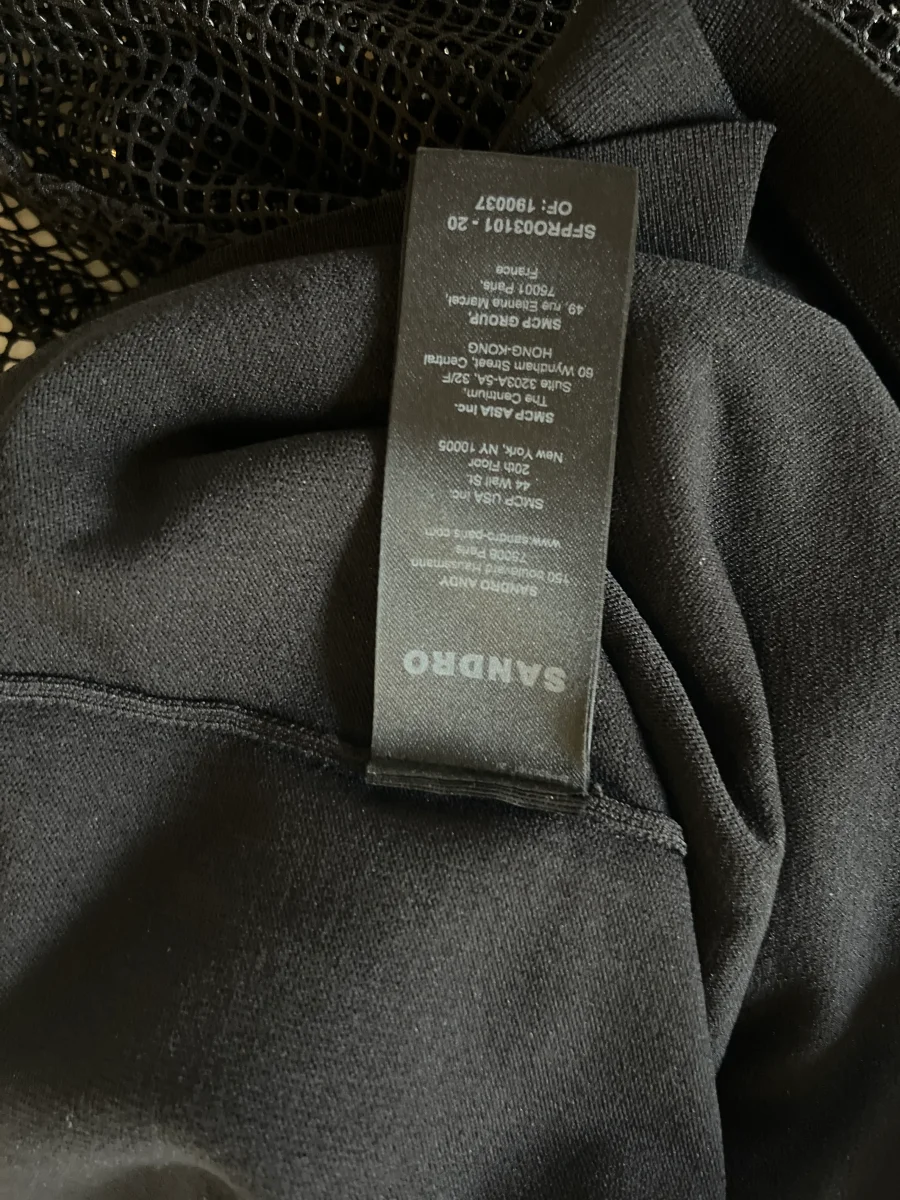 SANDRO
SANDRO ANDY
150 boulevard Haussmann
75008 Paris
www.sandro-paris.com
SMCP USA Inc.
44 Wall St.
20th Floor
New York, NY 10005
SMCP ASIA Inc.
The Centrium,
Suite 3203A-5A, 32/F
60 Wyndham Street, Central
HONG-KONG
SMCP GROUP,
49, rue Etienne Marcel,
75001 Paris,
France
SFPRO03101 - 20
OF: 190037